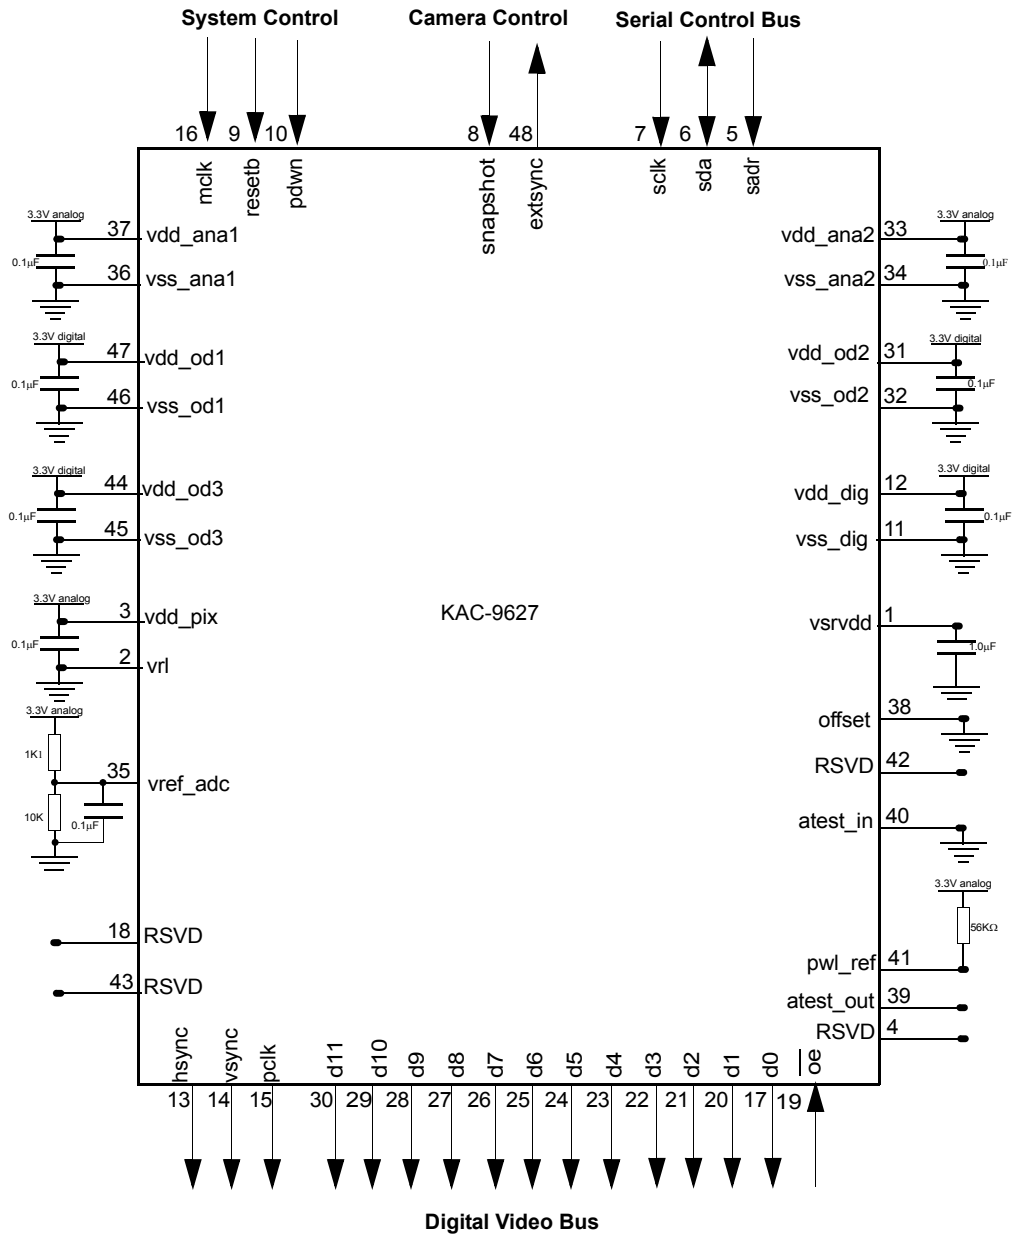 System Control Camera Control Serial Control Bus
16 9 10 8 48 7 6 5
mclk resetb pdwn snapshot extsync sclk sda sadr
3.3V analog
0.1µF
37 vdd_ana1
36 vss_ana1
3.3V digital
0.1µF
47 vdd_od1
46 vss_od1
3.3V digital
0.1µF
44 vdd_od3
45 vss_od3
3.3V analog
0.1µF
3 vdd_pix
2 vrl
3.3V analog
1K1
10K
0.1µF
35 vref_adc
18 RSVD
43 RSVD
KAC-9627
3.3V analog
vdd_ana2 33
0.1µF
vss_ana2 34
3.3V digital
vdd_od2 31
0.1µF
vss_od2 32
3.3V digital
vdd_dig 12
0.1µF
vss_dig 11
vsrvdd 1
1.0µF
offset 38
RSVD 42
atest_in 40
3.3V analog
56KΩ
pwl_ref 41
atest_out 39
RSVD 4
hsync vsync pclk d11 d10 d9 d8 d7 d6 d5 d4 d3 d2 d1 d0 oe
13 14 15 30 29 28 27 26 25 24 23 22 21 20 17 19
Digital Video Bus